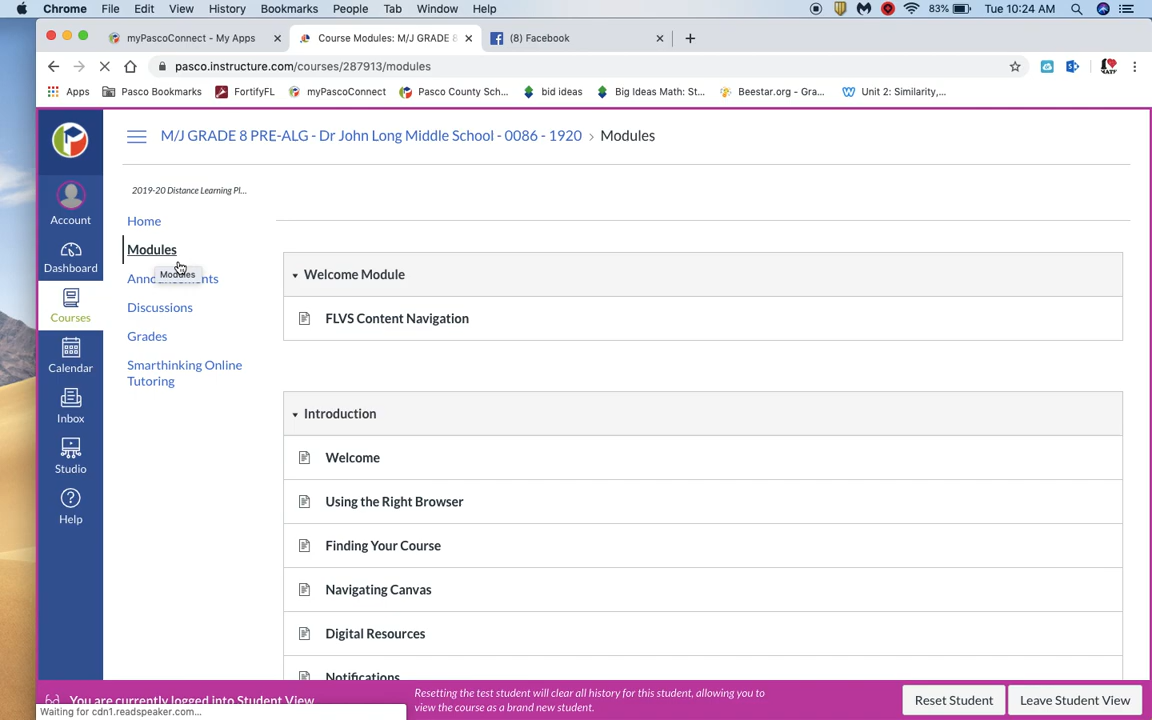 Chrome File Edit View History Bookmarks People Tab Window Help 83% Tue 10:24 AM
myPascoConnect - My Apps Course Modules: M/J GRADE 8 (8) Facebook
pasco.instructure.com/courses/287913/modules
Apps Pasco Bookmarks FortifyFL myPascoConnect Pasco County Sch... bid ideas Big Ideas Math: St... Beestar.org - Gra... Unit 2: Similarity,...
M/J GRADE 8 PRE-ALG - Dr John Long Middle School - 0086 - 1920 > Modules
2019-20 Distance Learning Pl...
Account
Dashboard
Courses
Calendar
Inbox
Studio
Help
Home
Modules
Modules
Announcements
Discussions
Grades
Smarthinking Online
Tutoring
Welcome Module
FLVS Content Navigation
Introduction
Welcome
Using the Right Browser
Finding Your Course
Navigating Canvas
Digital Resources
Notifications
You are currently logged into Student View
Resetting the test student will clear all history for this student, allowing you to
view the course as a brand new student.
Reset Student Leave Student View
Waiting for cdn1.readspeaker.com...